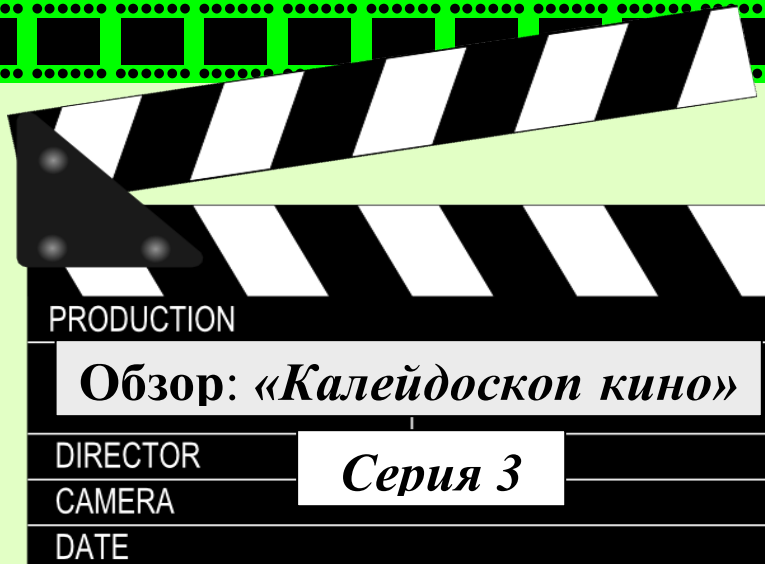 PRODUCTION
Обзор: «Калейдоскоп кино»
DIRECTOR
Серия 3
CAMERA
DATE